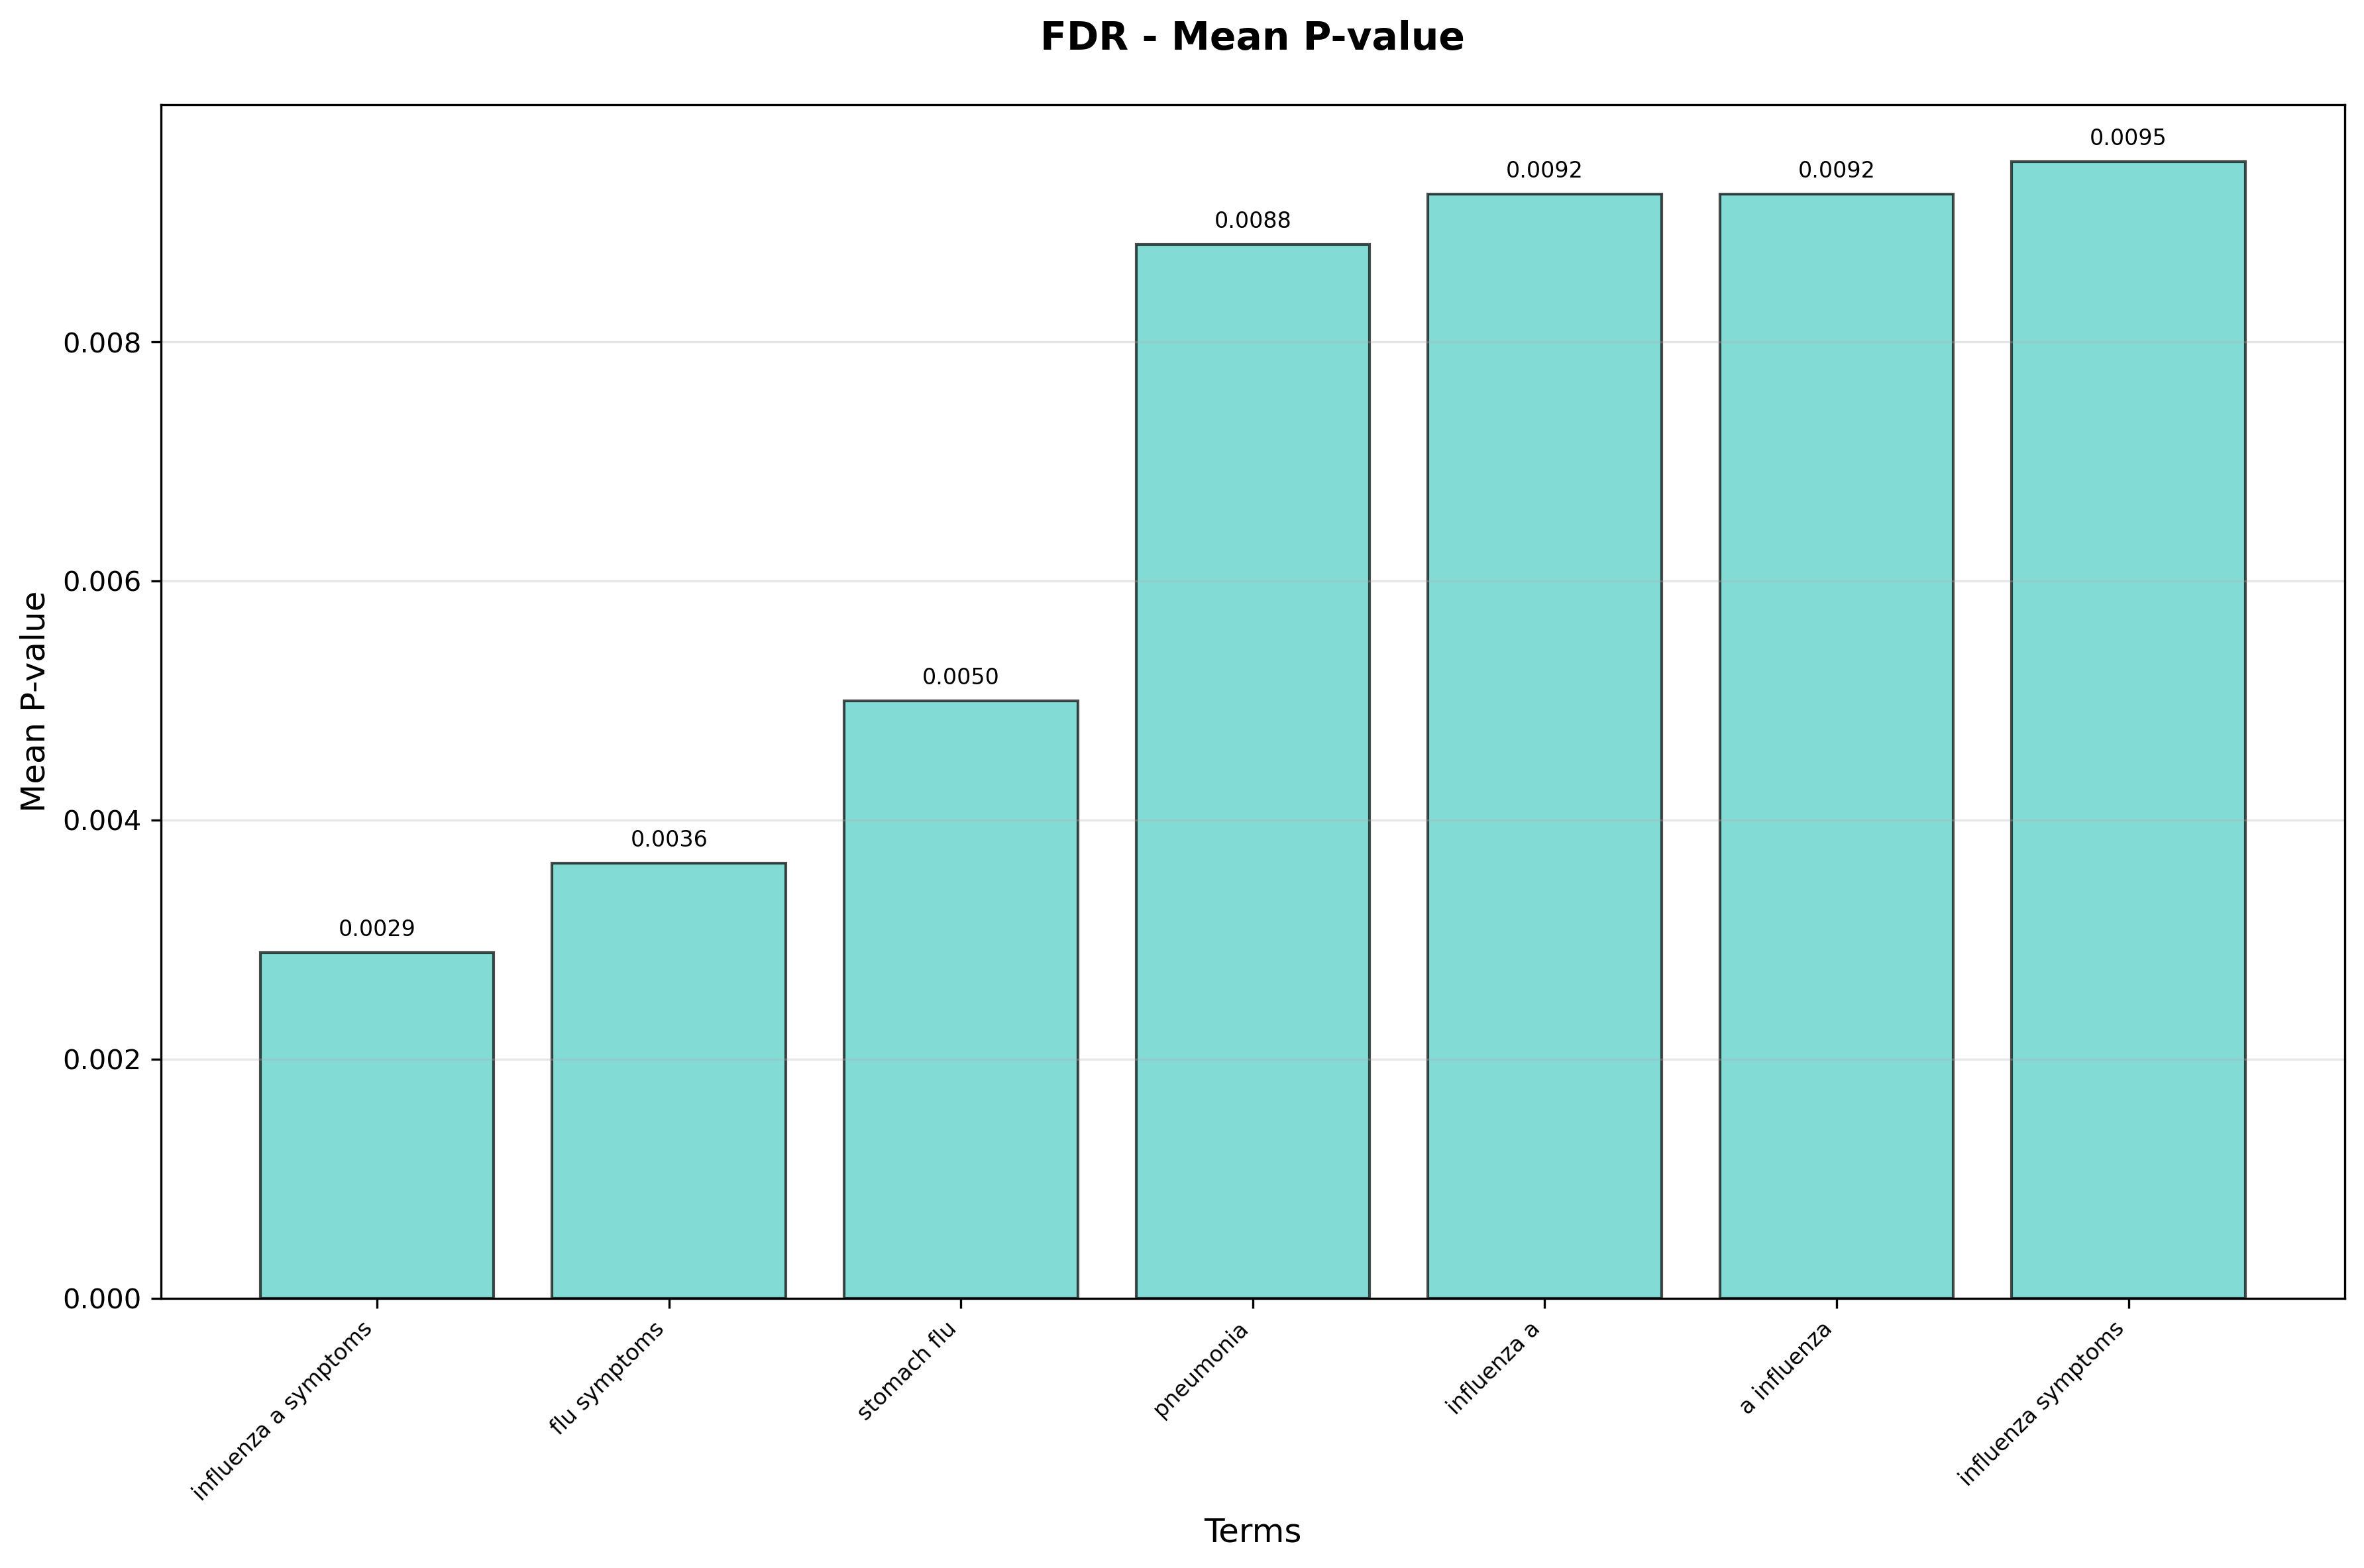 FDR - Mean P-value
Mean P-value
0.008
0.006
0.004
0.002
0.000
0.0029
0.0036
0.0050
0.0088
0.0092
0.0092
0.0095
influenza a symptoms
flu symptoms
stomach flu
pneumonia
influenza a
a influenza
influenza symptoms
Terms